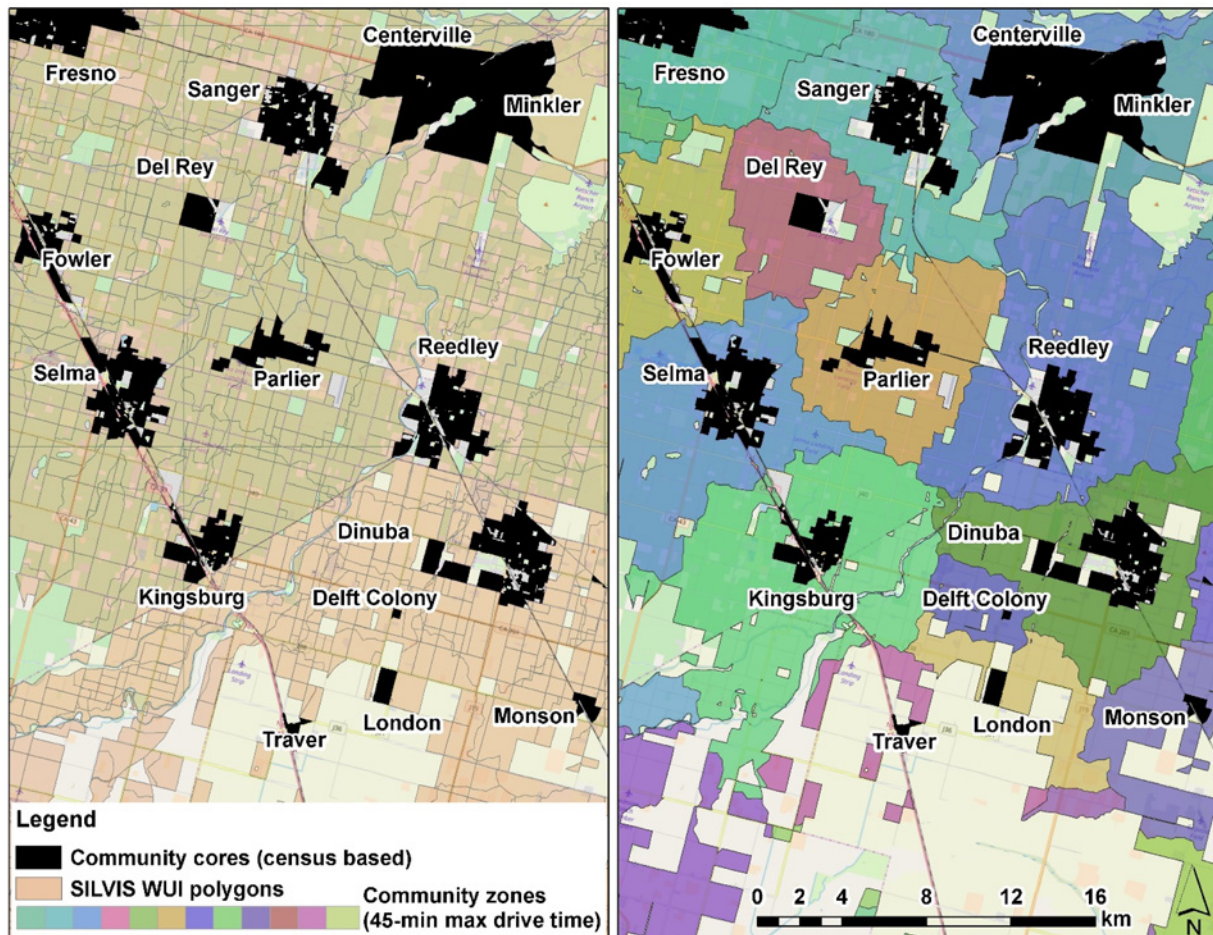 Centerville
Fresno
Sanger
Minkler
Del Rey
Fowler
Reedley
Selma
Parlier
Dinuba
Kingsburg
Delft Colony
London
Monson
Traver
Legend
Community cores (census based)
SILVIS WUI polygons
Community zones
(45-min max drive time)
Centerville
Fresno
Sanger
Minkler
Del Rey
Fowler
Reedley
Selma
Parlier
Dinuba
Kingsburg
Delft Colony
London
Monson
Traver
0 2 4 8 12 16
km
N